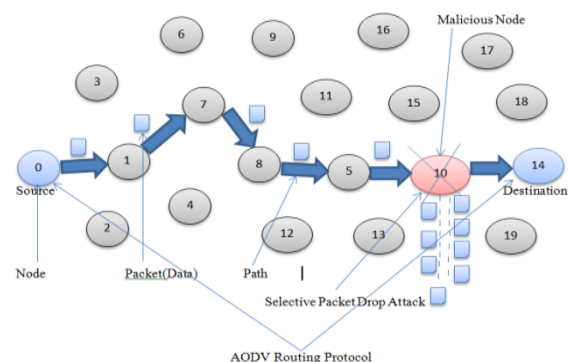 Malicious Node
16
6
9
17
3
11
7
15
18
0
1
8
5
10
14
Source
Destination
4
2
12
13
19
Node
Packet(Data)
Path
Selective Packet Drop Attack
AODV Routing Protocol